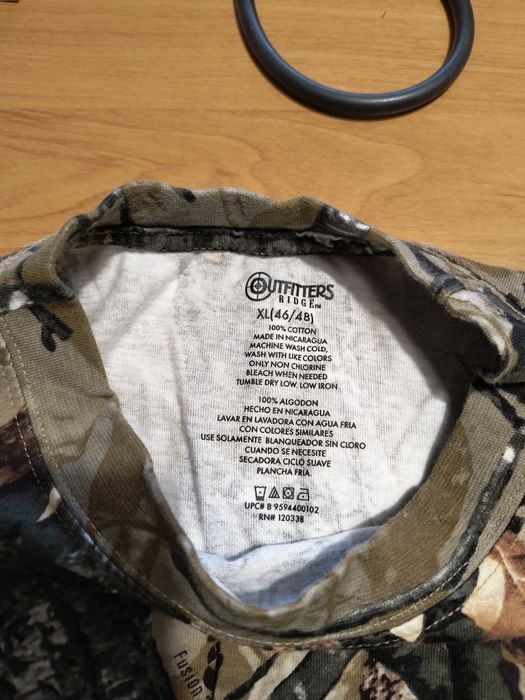 OUTFITTERS
RIDGE™
XL(46/48)
100% COTTON
MADE IN NICARAGUA
MACHINE WASH COLD,
WASH WITH LIKE COLORS
ONLY NON CHLORINE
BLEACH WHEN NEEDED
TUMBLE DRY LOW. LOW IRON
100% ALGODON
HECHO EN NICARAGUA
LAVAR EN LAVADORA CON AGUA FRIA
CON COLORES SIMILARES
USE SOLAMENTE BLANQUEADOR SIN CLORO
CUANDO SE NECESITE
SECADORA CICLO SUAVE
PLANCHA FRIA.
UPC# 8 9594400102
RN# 120338
Fusion